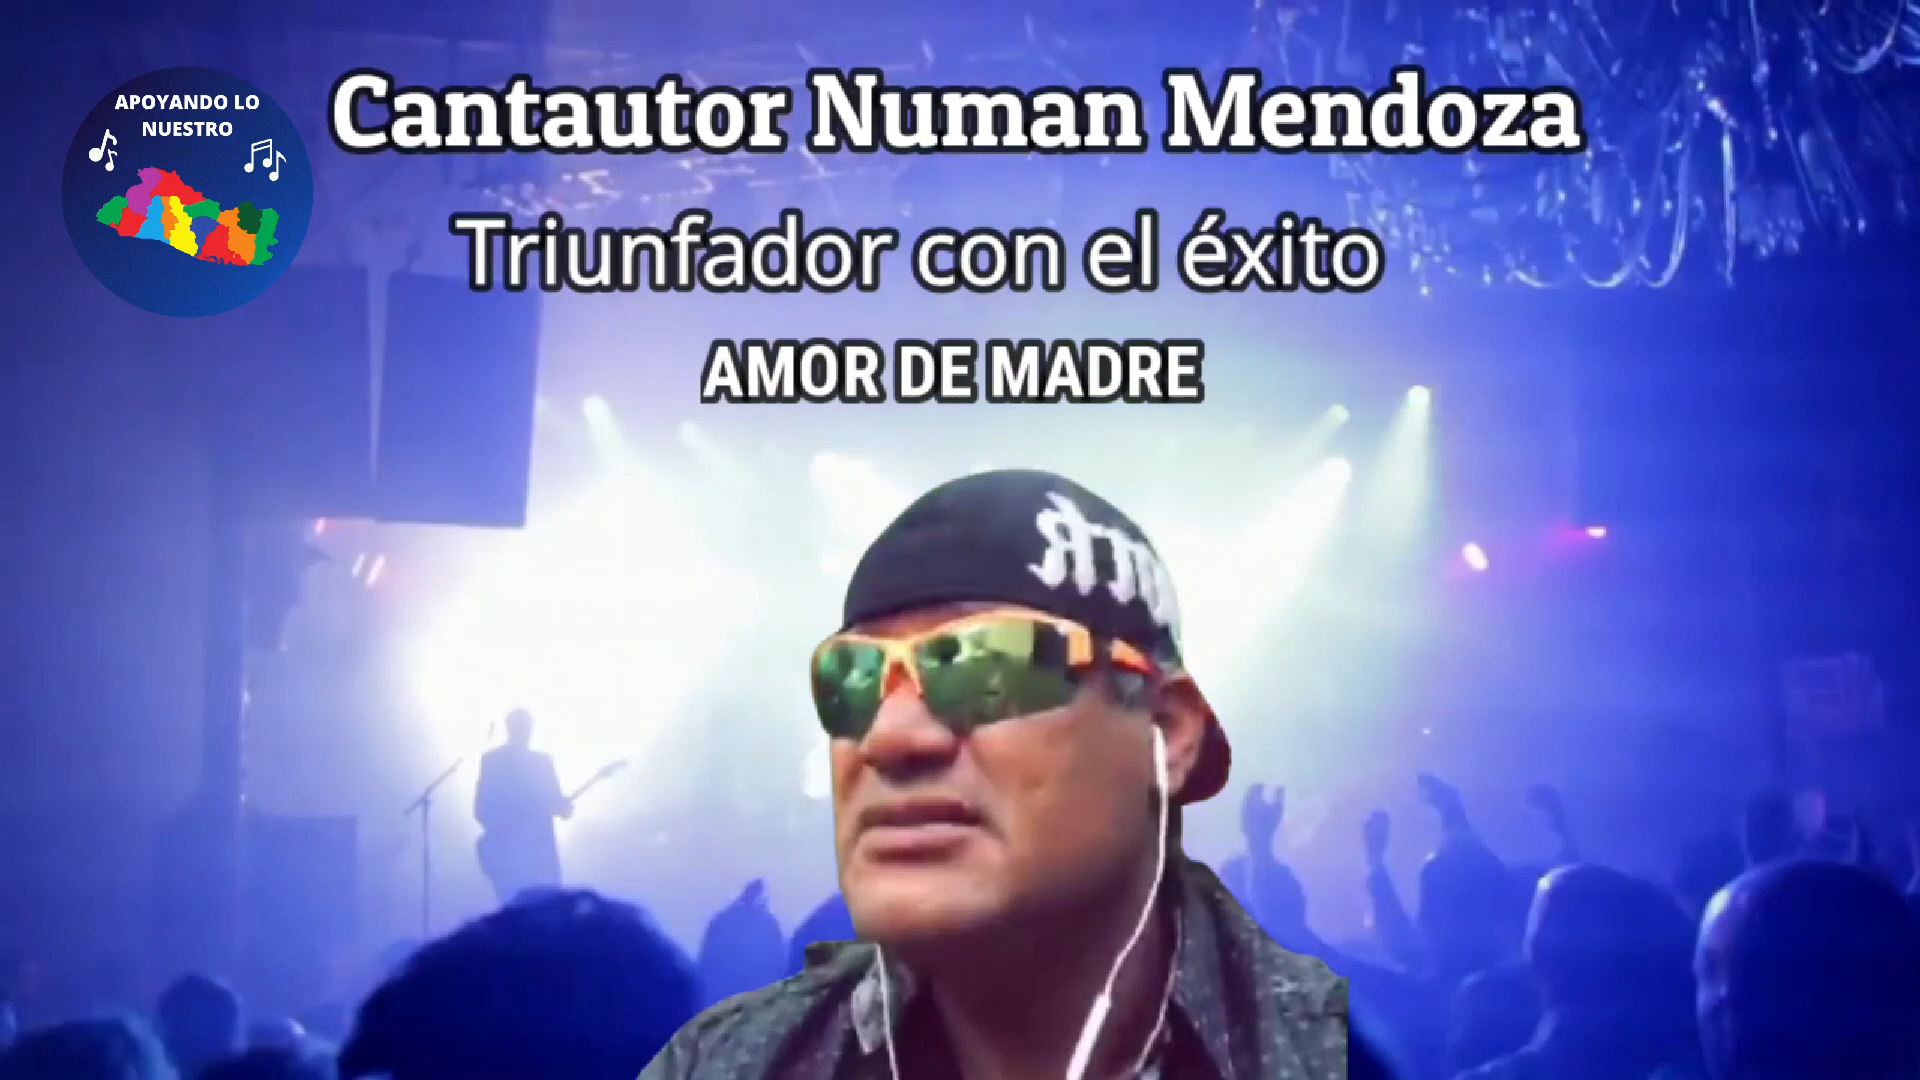 APOYANDO LO
NUESTRO
Cantautor Numan Mendoza
Triunfador con el éxito
AMOR DE MADRE